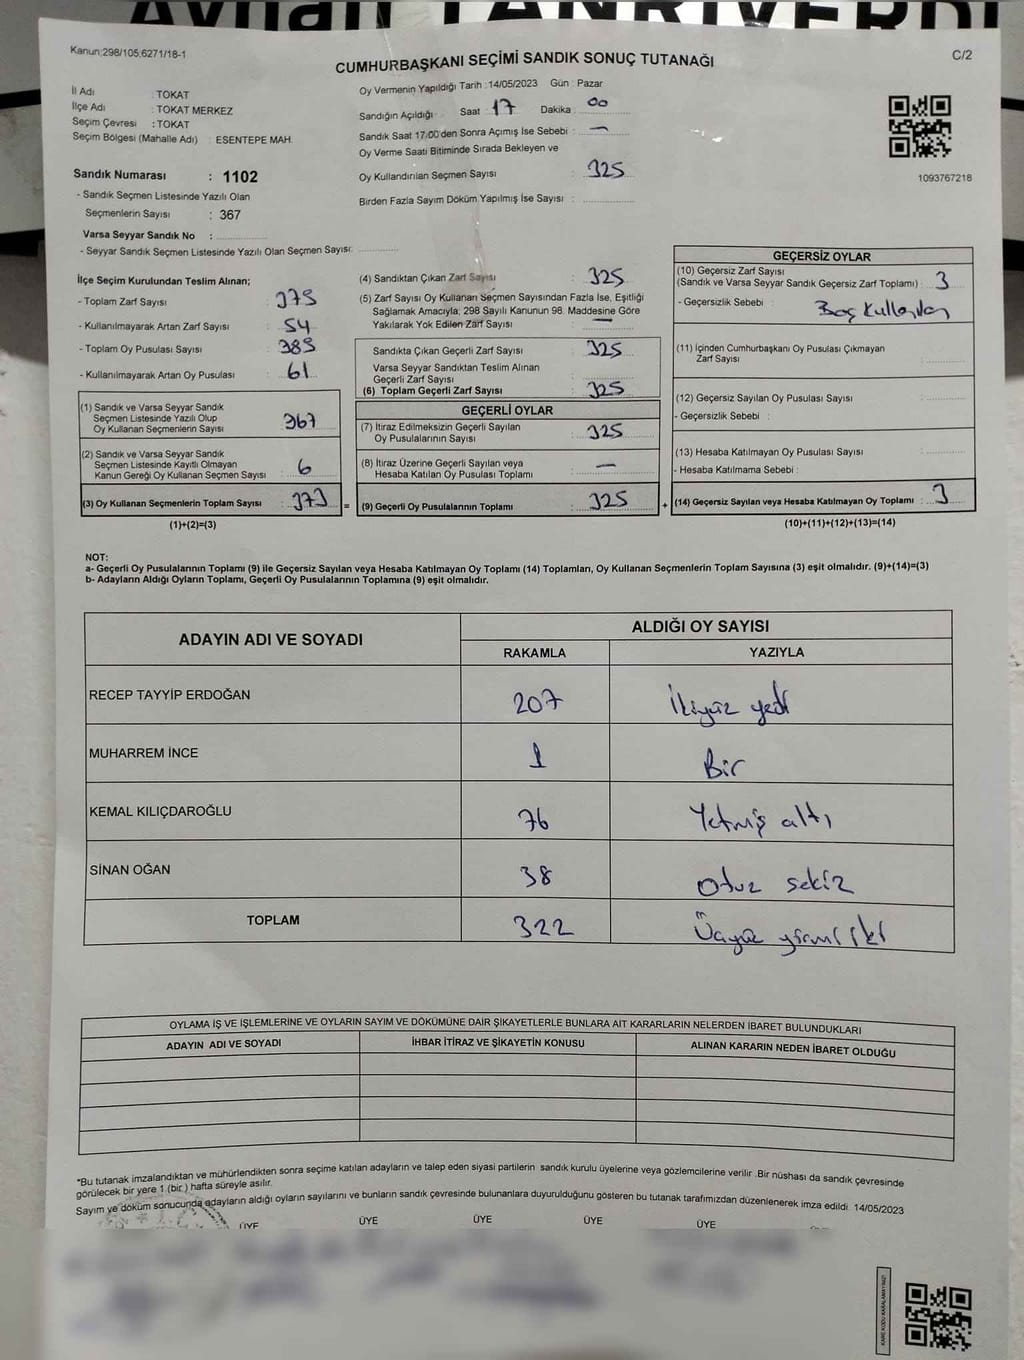 Ayhan TANRIVERDİ
Kanun;298/105;6271/18-1
CUMHURBAŞKANI SEÇİMİ SANDIK SONUÇ TUTANAĞI
C/2
İl Adı : TOKAT
İlçe Adı : TOKAT MERKEZ
Seçim Çevresi : TOKAT
Seçim Bölgesi (Mahalle Adı) : ESENTEPE MAH.
Sandık Numarası : 1102
- Sandık Seçmen Listesinde Yazılı Olan
Seçmenlerin Sayısı : 367
Varsa Seyyar Sandık No :
- Seyyar Sandık Seçmen Listesinde Yazılı Olan Seçmen Sayısı:
Oy Vermenin Yapıldığı Tarih :14/05/2023 Gün : Pazar
Sandığın Açıldığı Saat 17 Dakika : 00
Sandık Saat 17:00'den Sonra Açımış İse Sebebi : –
Oy Verme Saati Bitiminde Sırada Bekleyen ve
Oy Kullandırılan Seçmen Sayısı : 325
Birden Fazla Sayım Döküm Yapılmış İse Sayısı :
1093767218
İlçe Seçim Kurulundan Teslim Alınan;
- Toplam Zarf Sayısı : 375
- Kullanılmayarak Artan Zarf Sayısı : 54
- Toplam Oy Pusulası Sayısı : 385
- Kullanılmayarak Artan Oy Pusulası : 61
(1) Sandık ve Varsa Seyyar Sandık
Seçmen Listesinde Yazılı Olup
Oy Kullanan Seçmenlerin Sayısı : 367
(2) Sandık ve Varsa Seyyar Sandık
Seçmen Listesinde Kayıtlı Olmayan
Kanun Gereği Oy Kullanan Seçmen Sayısı : 6
(3) Oy Kullanan Seçmenlerin Toplam Sayısı : 373 =
(1)+(2)=(3)
(4) Sandıktan Çıkan Zarf Sayısı : 325
(5) Zarf Sayısı Oy Kullanan Seçmen Sayısından Fazla İse, Eşitliği
Sağlamak Amacıyla; 298 Sayılı Kanunun 98. Maddesine Göre
Yakılarak Yok Edilen Zarf Sayısı : –
Sandıkta Çıkan Geçerli Zarf Sayısı : 325
Varsa Seyyar Sandıktan Teslim Alınan
Geçerli Zarf Sayısı :
(6) Toplam Geçerli Zarf Sayısı : 325
GEÇERLİ OYLAR
(7) İtiraz Edilmeksizin Geçerli Sayılan
Oy Pusulalarının Sayısı : 325
(8) İtiraz Üzerine Geçerli Sayılan veya
Hesaba Katılan Oy Pusulası Toplamı : –
(9) Geçerli Oy Pusulalarının Toplamı : 325 +
GEÇERSİZ OYLAR
(10) Geçersiz Zarf Sayısı
(Sandık ve Varsa Seyyar Sandık Geçersiz Zarf Toplamı) : 3
- Geçersizlik Sebebi : Boş Kullanılan
(11) İçinden Cumhurbaşkanı Oy Pusulası Çıkmayan
Zarf Sayısı :
(12) Geçersiz Sayılan Oy Pusulası Sayısı :
- Geçersizlik Sebebi :
(13) Hesaba Katılmayan Oy Pusulası Sayısı :
- Hesaba Katılmama Sebebi :
(14) Geçersiz Sayılan veya Hesaba Katılmayan Oy Toplamı : 3
(10)+(11)+(12)+(13)=(14)
NOT:
a- Geçerli Oy Pusulalarının Toplamı (9) ile Geçersiz Sayılan veya Hesaba Katılmayan Oy Toplamı (14) Toplamları, Oy Kullanan Seçmenlerin Toplam Sayısına (3) eşit olmalıdır. (9)+(14)=(3)
b- Adayların Aldığı Oyların Toplamı, Geçerli Oy Pusulalarının Toplamına (9) eşit olmalıdır.
ADAYIN ADI VE SOYADI ALDIĞI OY SAYISI
RAKAMLA YAZIYLA
RECEP TAYYİP ERDOĞAN 207 İkiyüz yedi
MUHARREM İNCE 1 Bir
KEMAL KILIÇDAROĞLU 76 Yetmiş altı
SİNAN OĞAN 38 Otuz sekiz
TOPLAM 322 Üçyüz yirmi iki
OYLAMA İŞ VE İŞLEMLERİNE VE OYLARIN SAYIM VE DÖKÜMÜNE DAİR ŞİKAYETLERLE BUNLARA AİT KARARLARIN NELERDEN İBARET BULUNDUKLARI
ADAYIN ADI VE SOYADI İHBAR İTİRAZ VE ŞİKAYETİN KONUSU ALINAN KARARIN NEDEN İBARET OLDUĞU
*Bu tutanak imzalandıktan ve mühürlendikten sonra seçime katılan adayların ve talep eden siyasi partilerin sandık kurulu üyelerine veya gözlemcilerine verilir .Bir nüshası da sandık çevresinde
görülecek bir yere 1 (bir ) hafta süreyle asılır.
Sayım ve döküm sonucunda adayların aldığı oyların sayılarını ve bunların sandık çevresinde bulunanlara duyurulduğunu gösteren bu tutanak tarafımızdan düzenlenerek imza edildi. 14/05/2023
ÜYE ÜYE ÜYE ÜYE ÜYE
KARE KODU KARALAMAYINIZ!